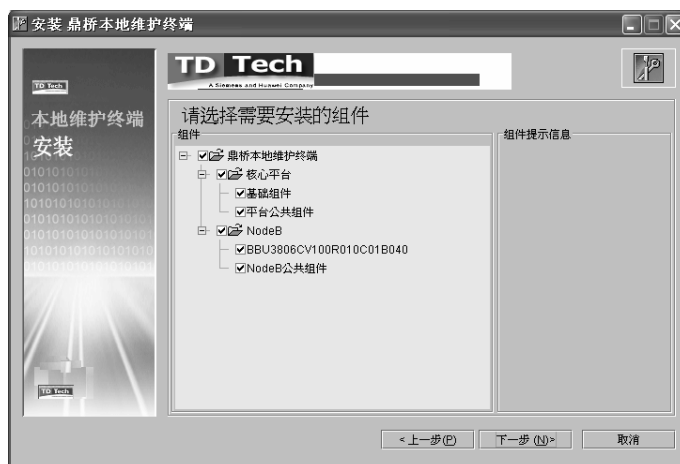 安装 鼎桥本地维护终端
TD Tech
A Siemens and Huawei Company
TD Tech
本地维护终端
安装
请选择需要安装的组件
组件
组件提示信息
鼎桥本地维护终端
核心平台
基础组件
平台公共组件
NodeB
BBU3806CV100R010C01B040
NodeB公共组件
TD Tech
<上一步(P)
下一步 (N)>
取消